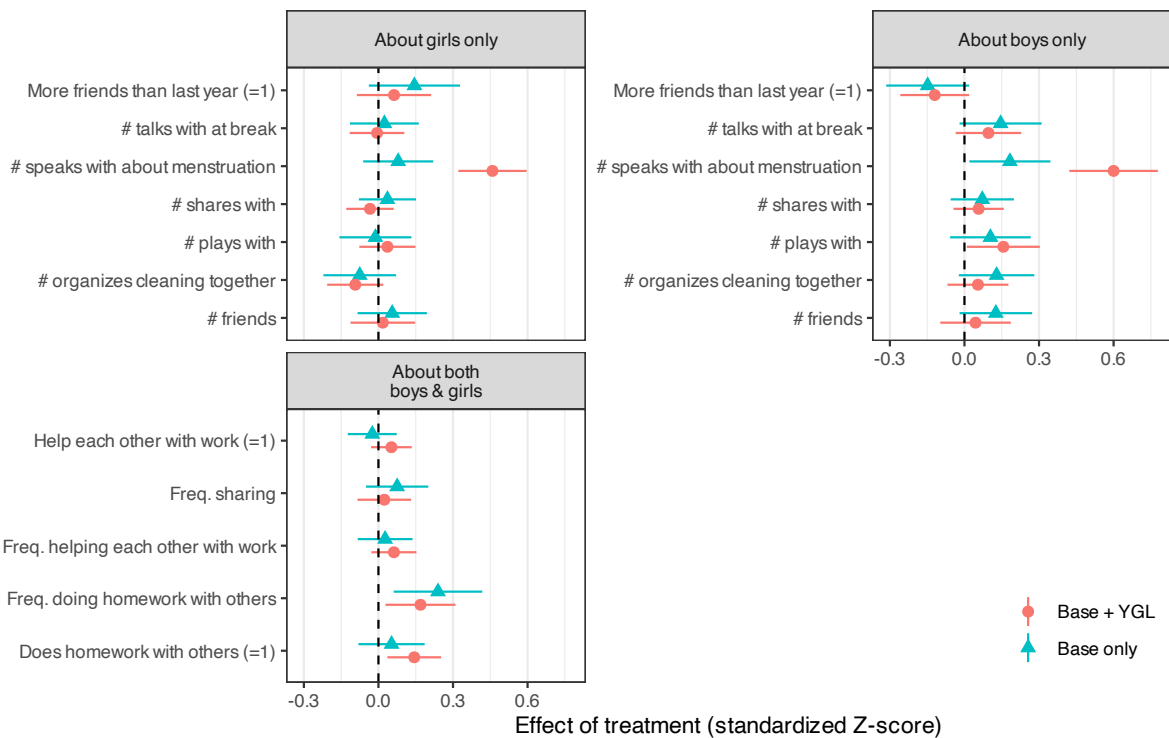 About girls only
More friends than last year (=1)
# talks with at break
# speaks with about menstruation
# shares with
# plays with
# organizes cleaning together
# friends
About boys only
More friends than last year (=1)
# talks with at break
# speaks with about menstruation
# shares with
# plays with
# organizes cleaning together
# friends
-0.3 0.0 0.3 0.6
About both
boys & girls
Help each other with work (=1)
Freq. sharing
Freq. helping each other with work
Freq. doing homework with others
Does homework with others (=1)
-0.3 0.0 0.3 0.6
Effect of treatment (standardized Z-score)
Base + YGL
Base only